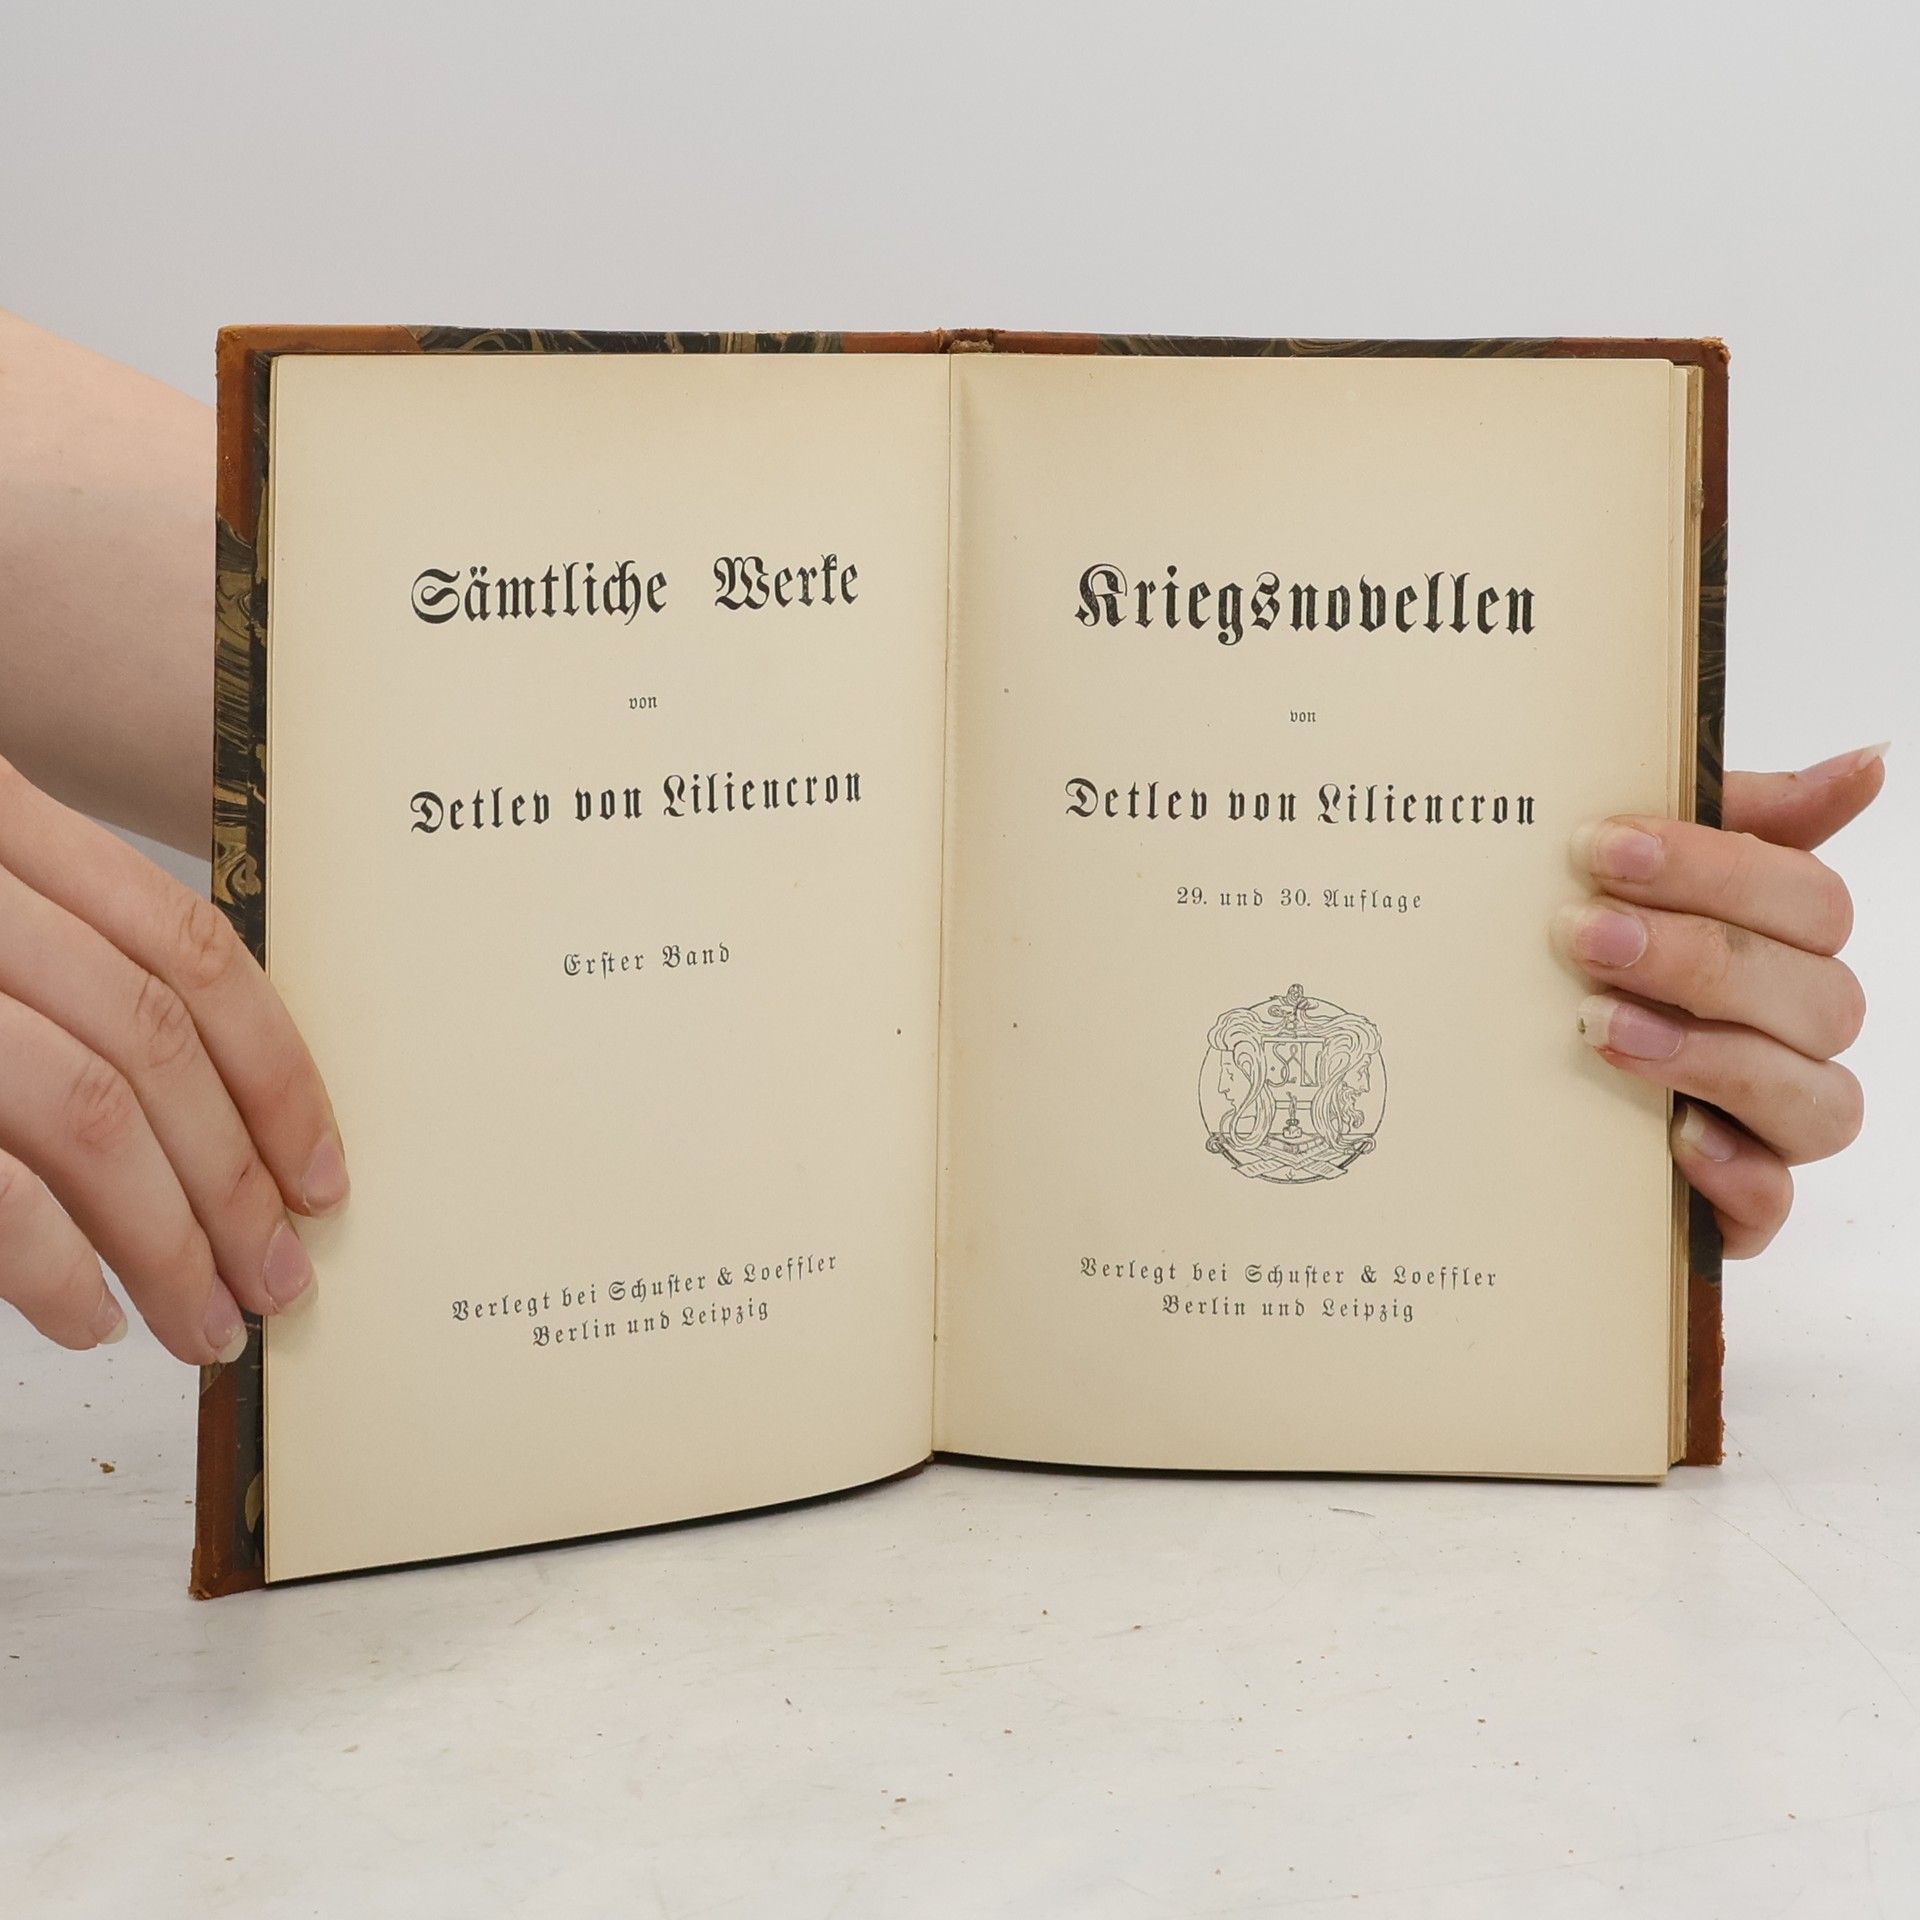 Sämtliche Werke
von
Detlev von Liliencron
Erster Band
Verlegt bei Schuster & Loeffler
Berlin und Leipzig
Kriegsnovellen
von
Detlev von Liliencron
29. und 30. Auflage
S&L
Verlegt bei Schuster & Loeffler
Berlin und Leipzig